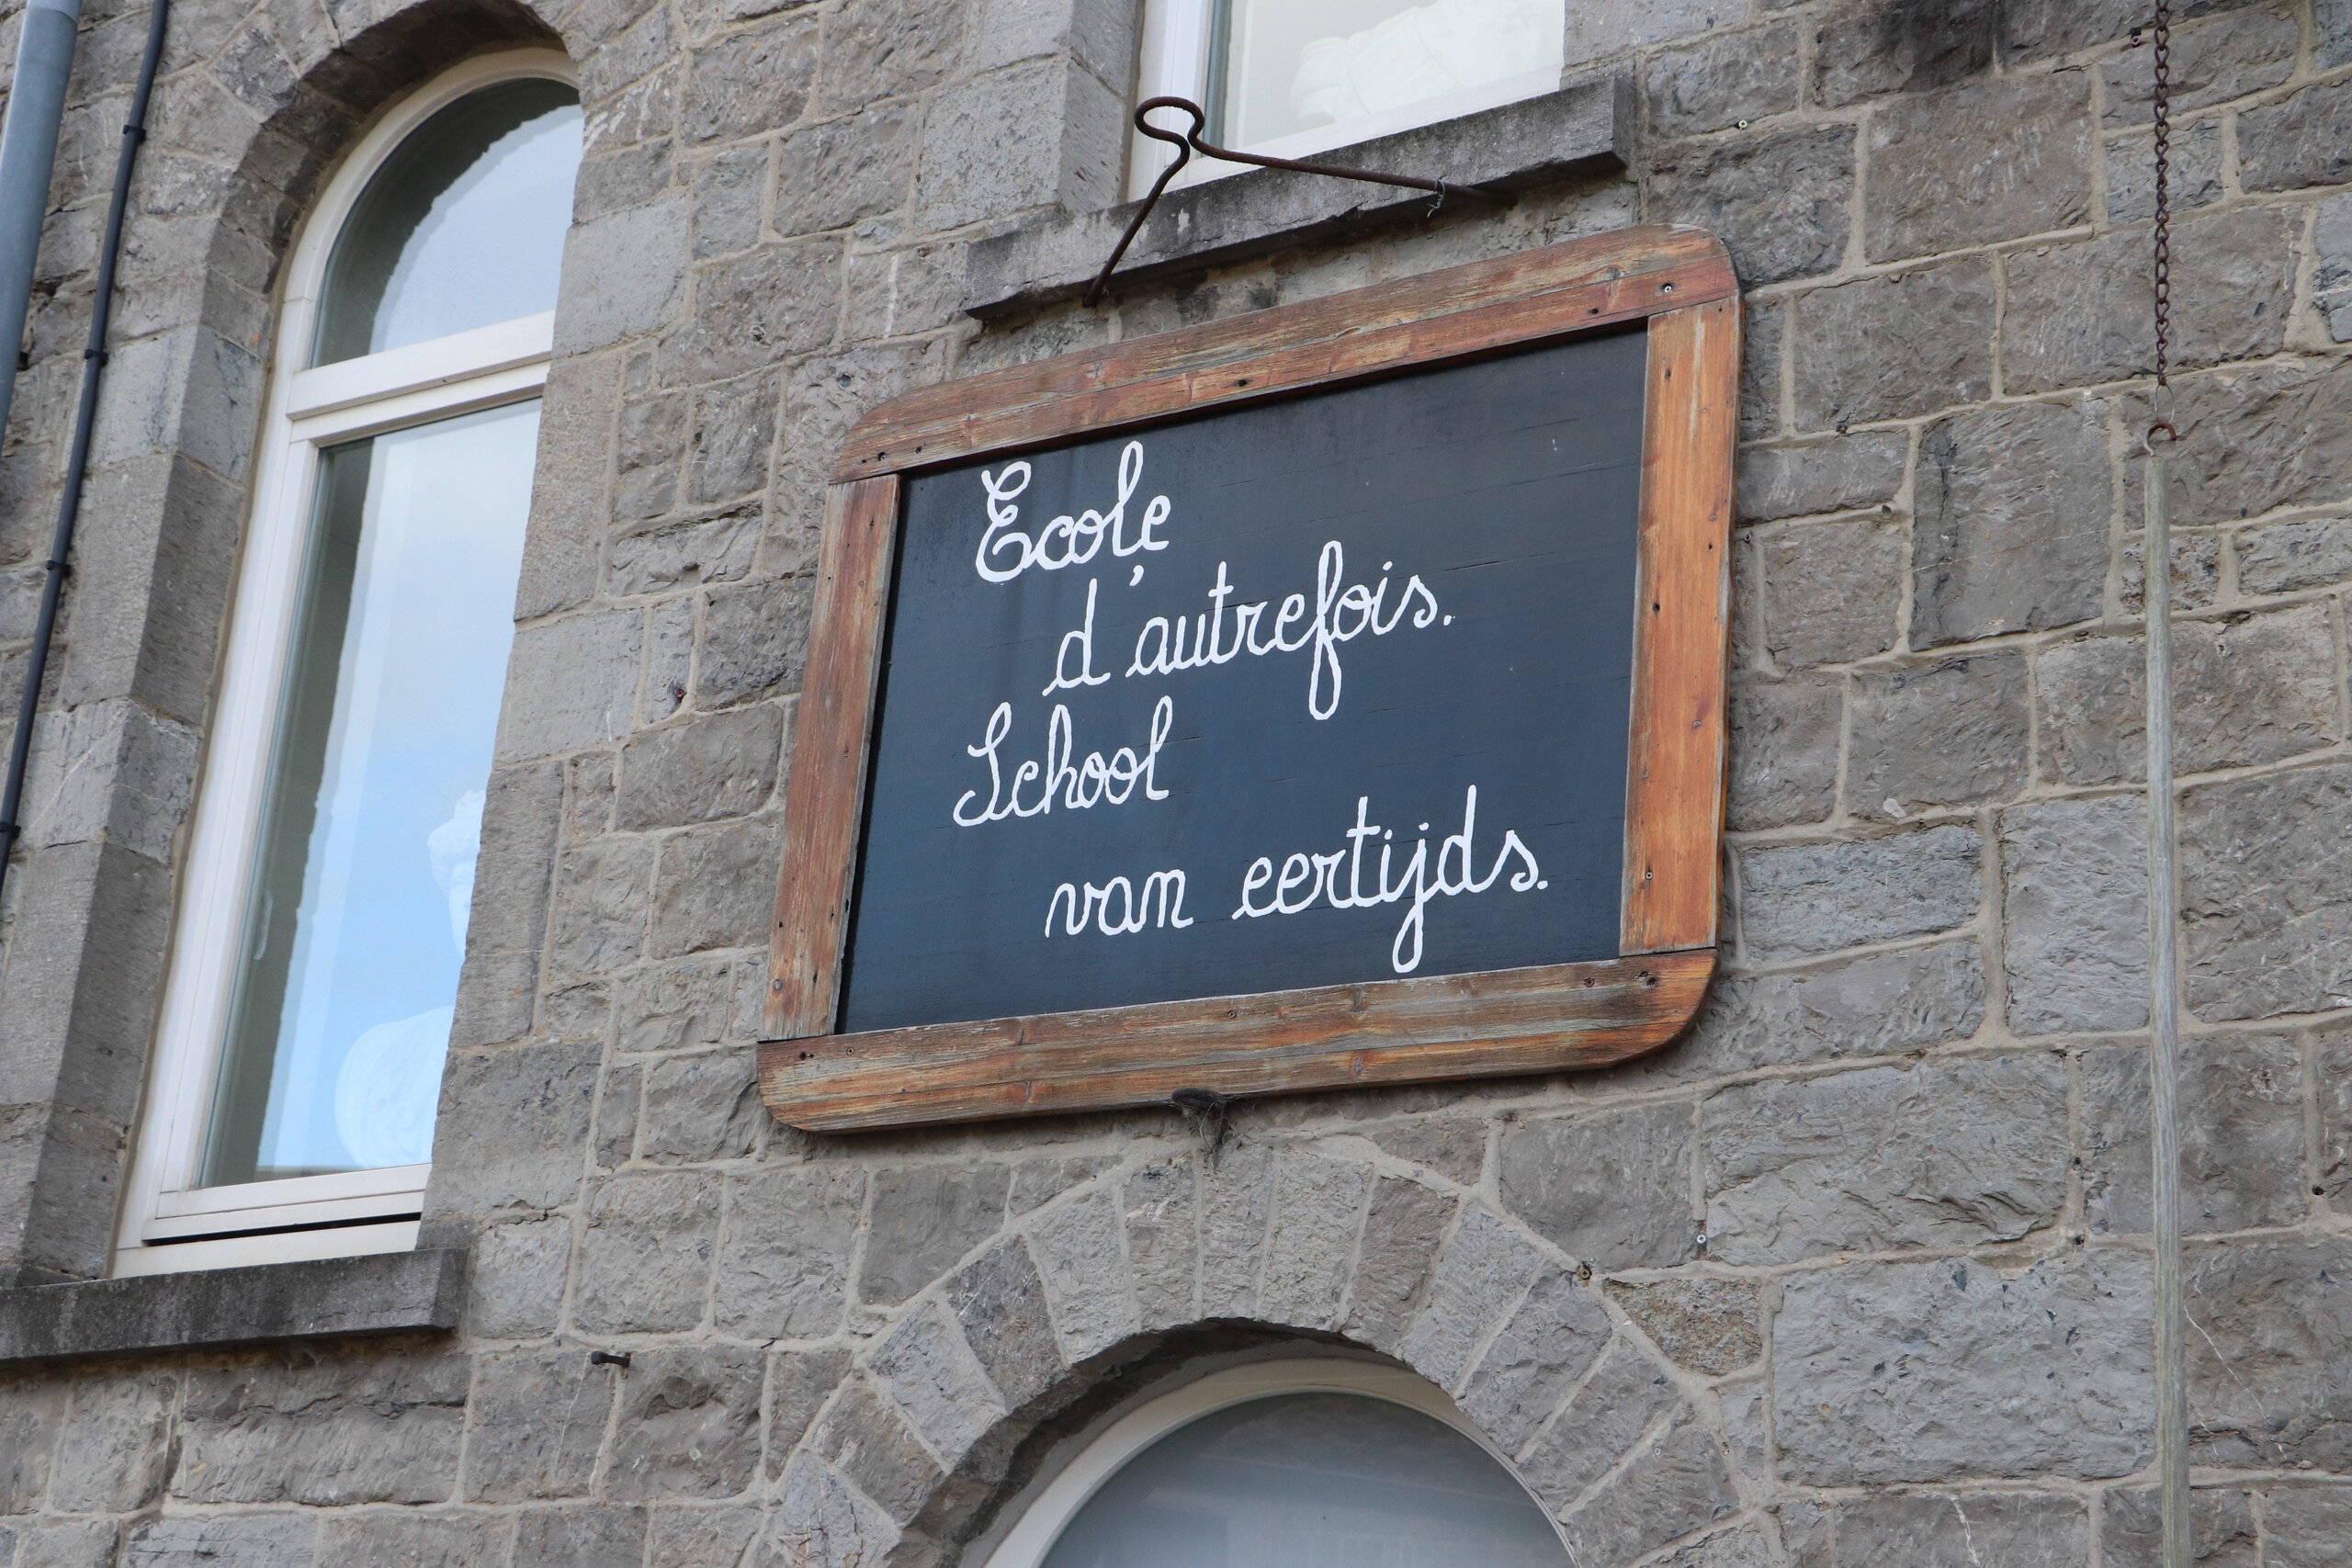 Ecole
d'autrefois.
School
van eertijds.